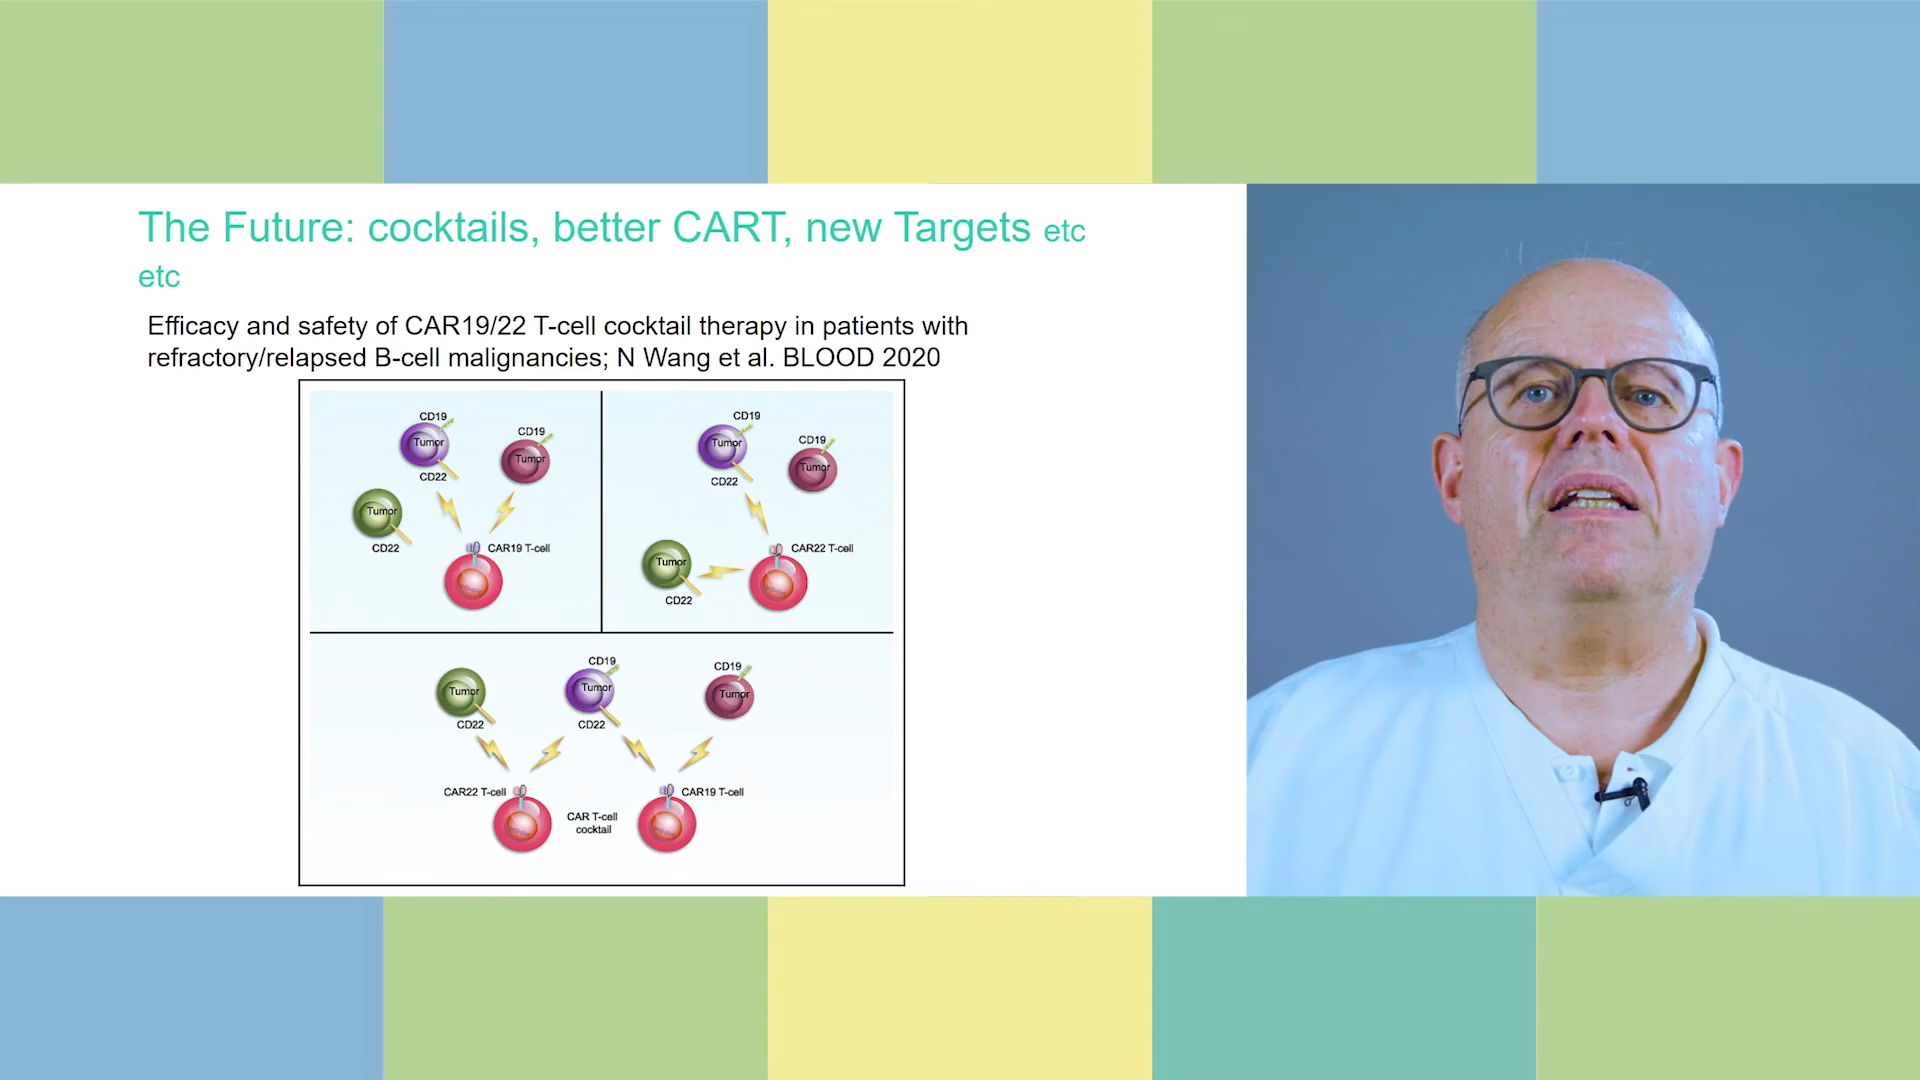 The Future: cocktails, better CART, new Targets etc
etc
Efficacy and safety of CAR19/22 T-cell cocktail therapy in patients with
refractory/relapsed B-cell malignancies; N Wang et al. BLOOD 2020
CD19
Tumor
CD22
CD19
Tumor
Tumor
CD22
CAR19 T-cell
CD19
Tumor
CD22
CD19
Tumor
CAR22 T-cell
Tumor
CD22
Tumor
CD22
CD19
Tumor
CD22
CD19
Tumor
CAR22 T-cell
CAR T-cell
cocktail
CAR19 T-cell